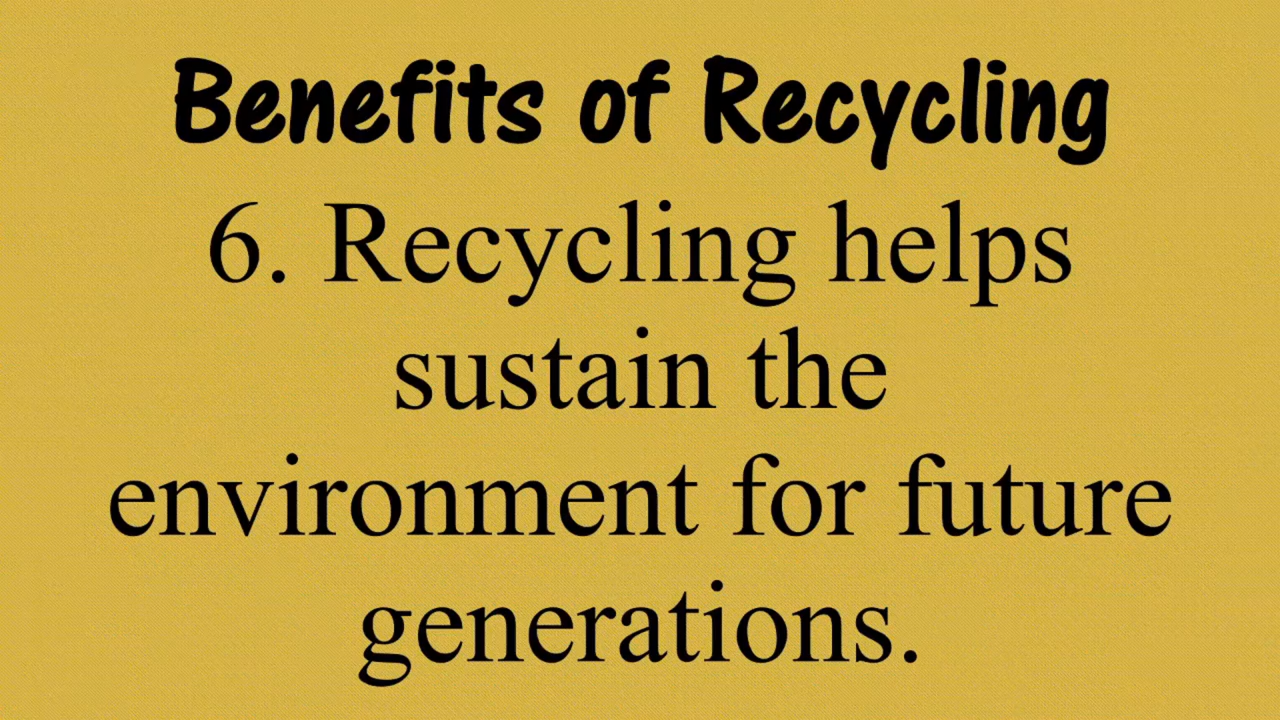 Benefits of Recycling
6. Recycling helps
sustain the
environment for future
generations.